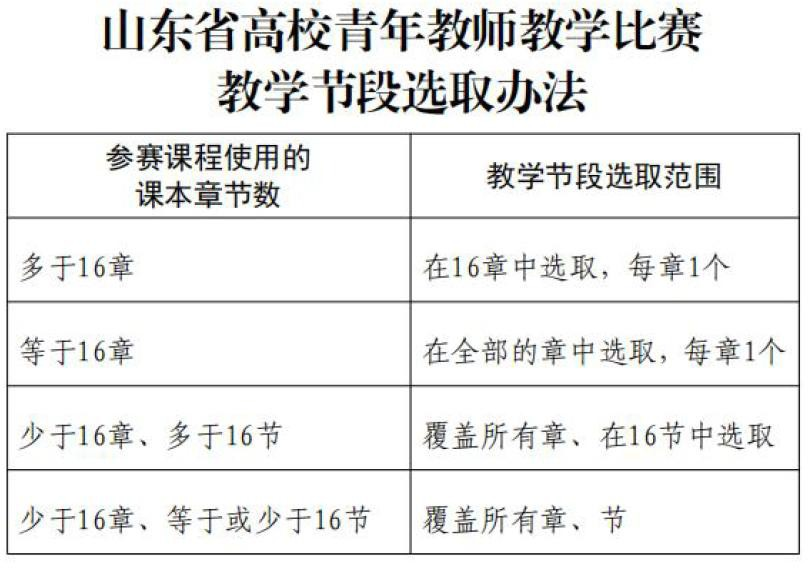 山东省高校青年教师教学比赛
教学节段选取办法
参赛课程使用的
课本章节数
教学节段选取范围
多于16章
在16章中选取，每章1个
等于16章
在全部的章中选取，每章1个
少于16章、多于16节
覆盖所有章、在16节中选取
少于16章、等于或少于16节
覆盖所有章、节